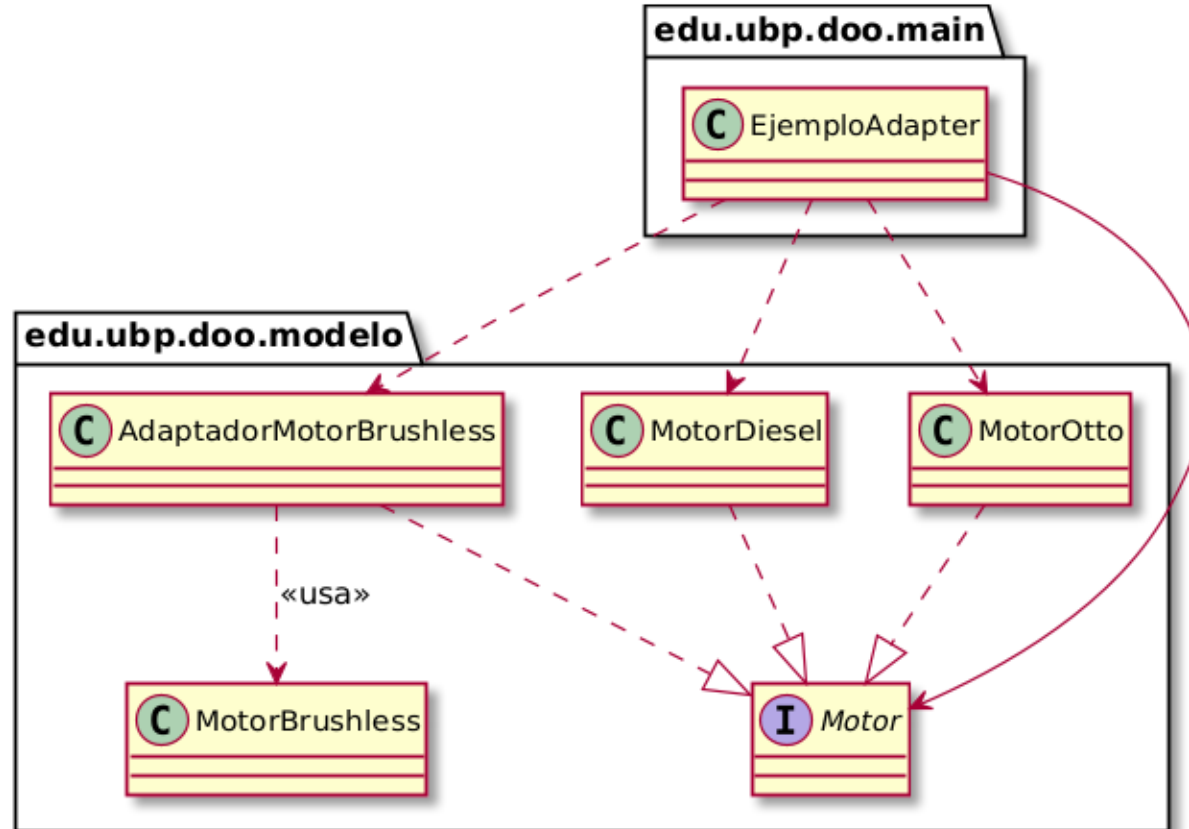 edu.ubp.doo.main
C EjemploAdapter
edu.ubp.doo.modelo
C AdaptadorMotorBrushless
C MotorDiesel
C MotorOtto
«usa»
C MotorBrushless
I Motor